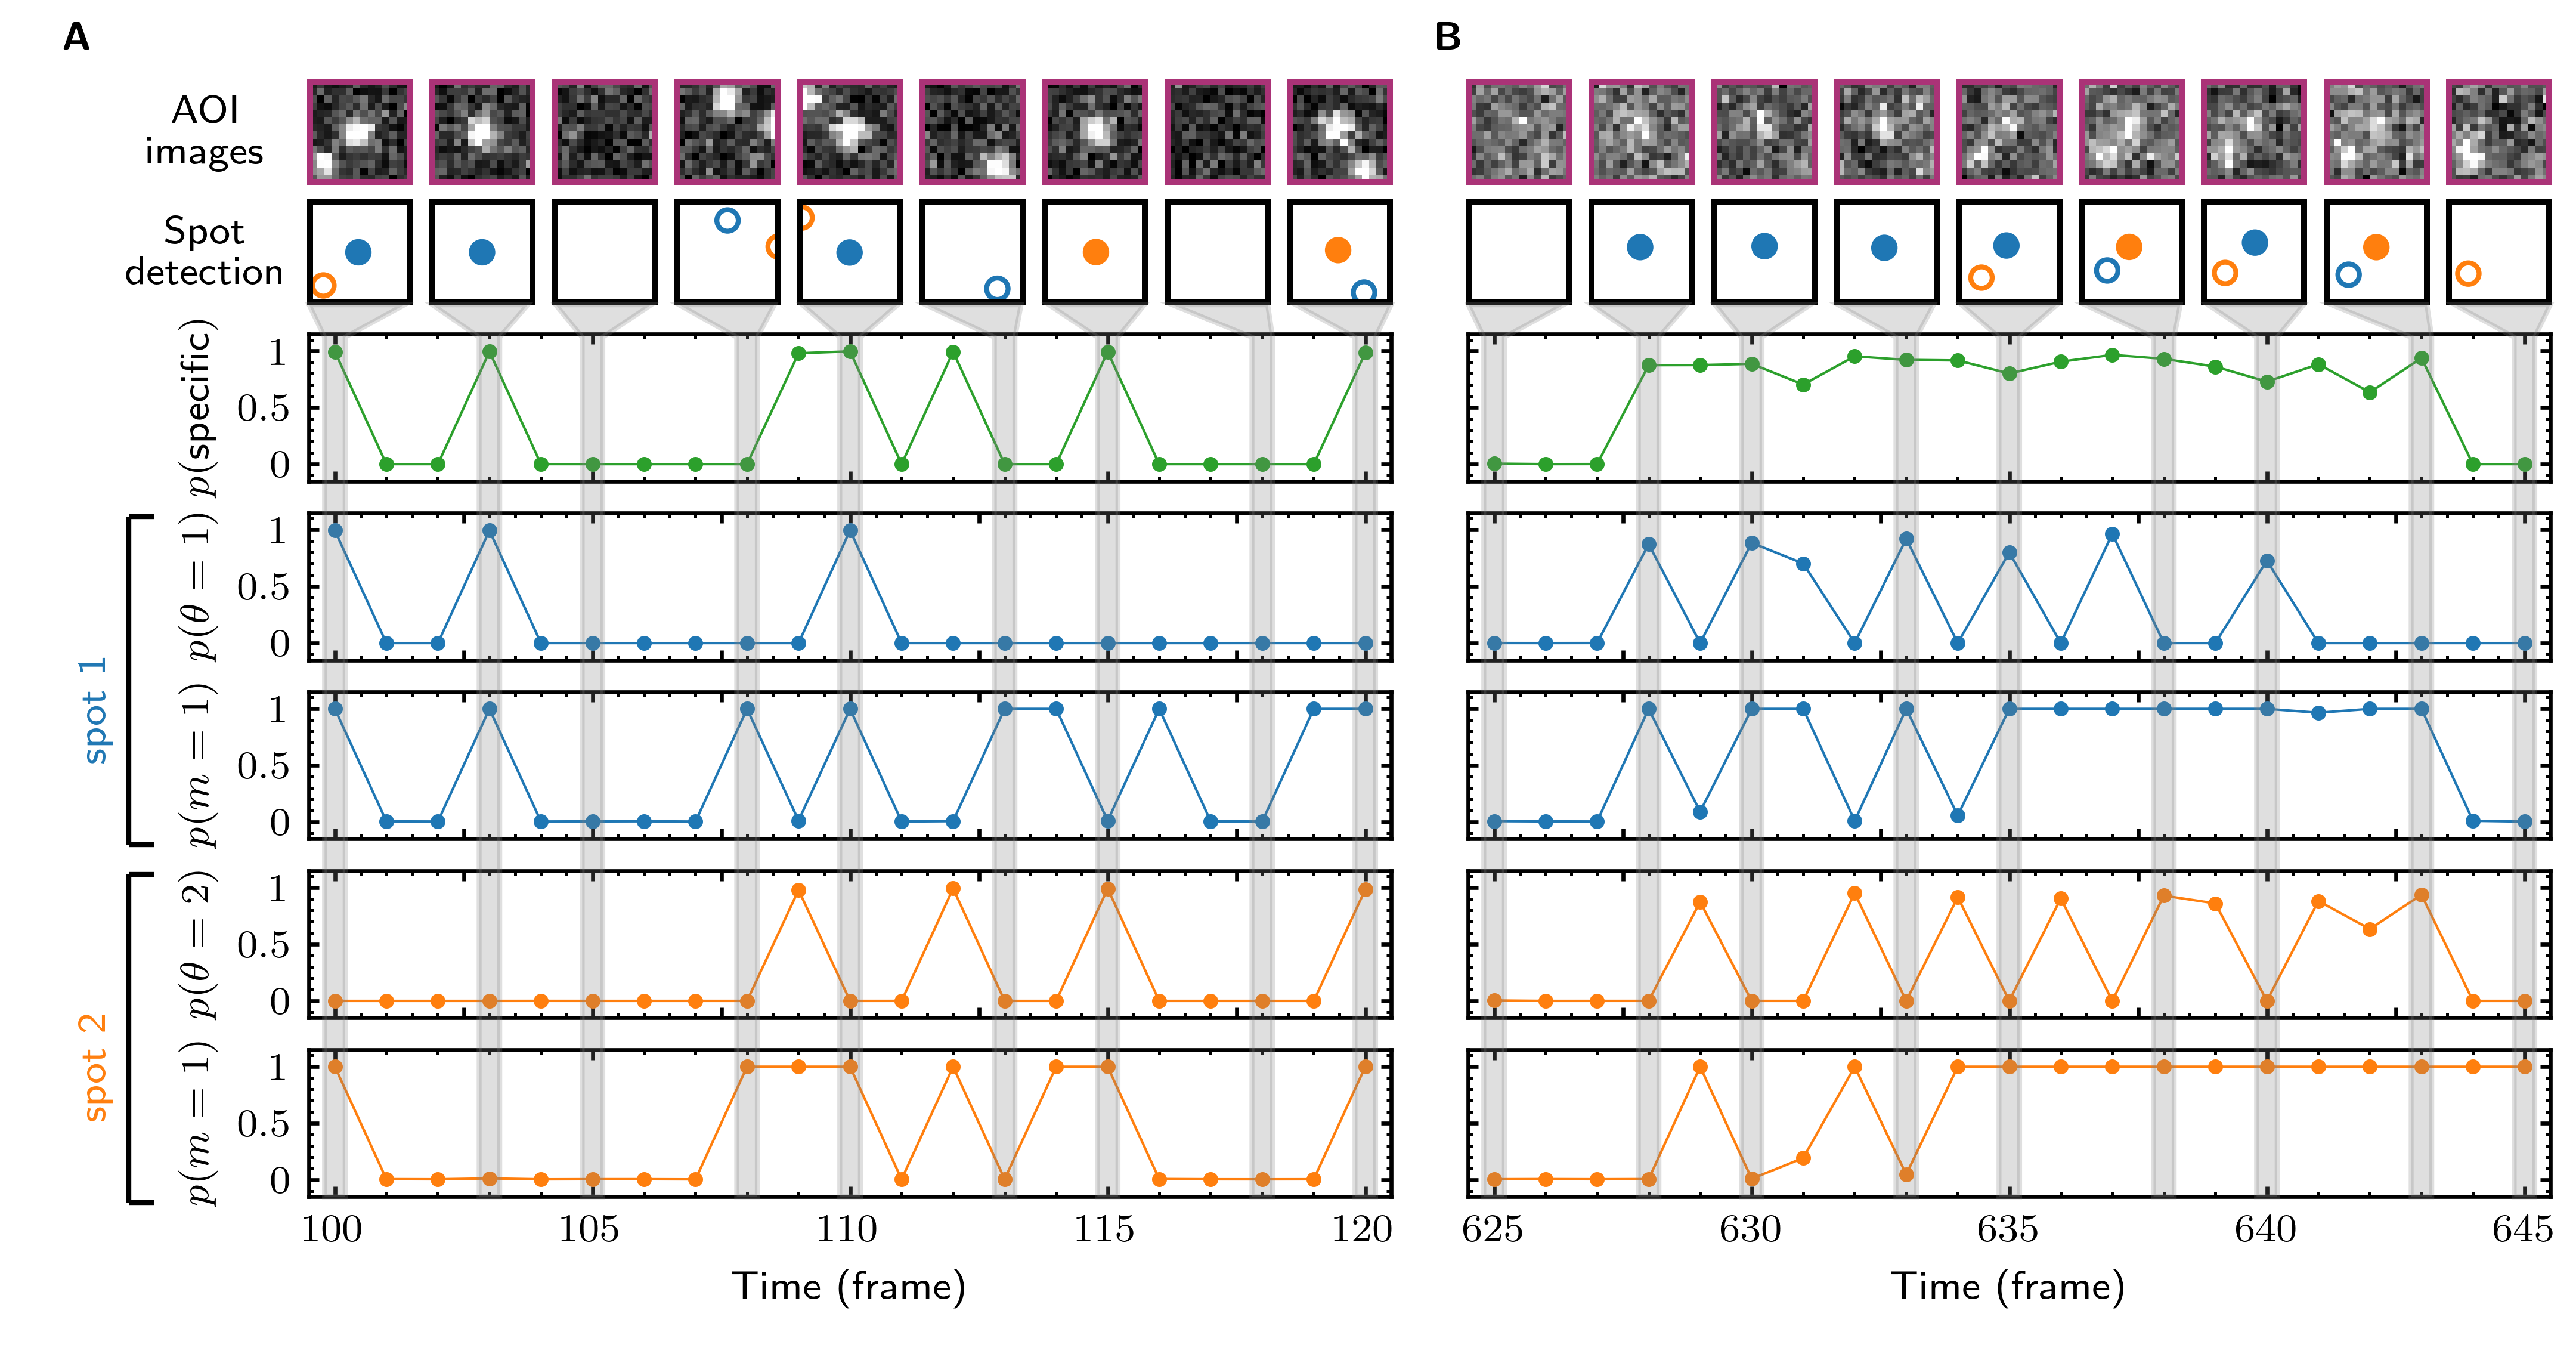 A
B
AOI
images
Spot
detection
p(specific)
1
0.5
0
spot 1
p(θ = 1)
1
0.5
0
p(m = 1)
1
0.5
0
spot 2
p(θ = 2)
1
0.5
0
p(m = 1)
1
0.5
0
100 105 110 115 120
625 630 635 640 645
Time (frame)
Time (frame)